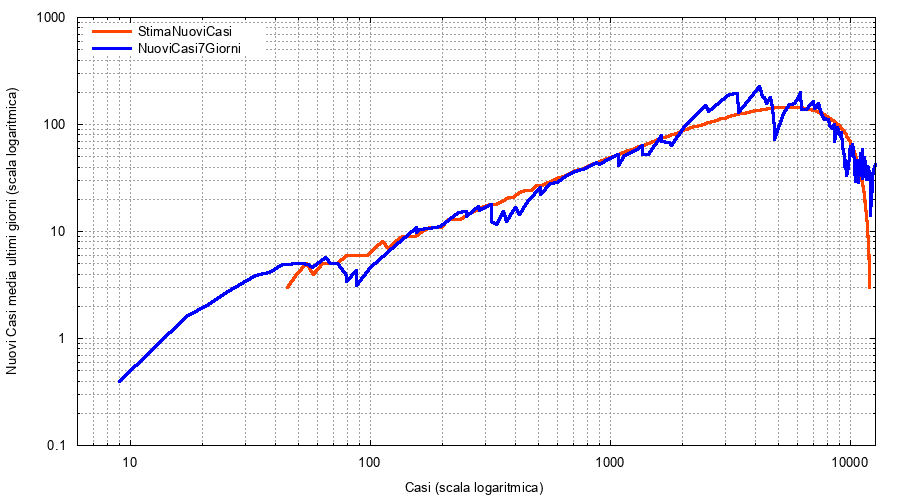 1000
StimaNuoviCasi
NuoviCasi7Giorni
100
10
1
0.1
Nuovi Casi media ultimi giorni (scala logaritmica)
10
100
1000
10000
Casi (scala logaritmica)